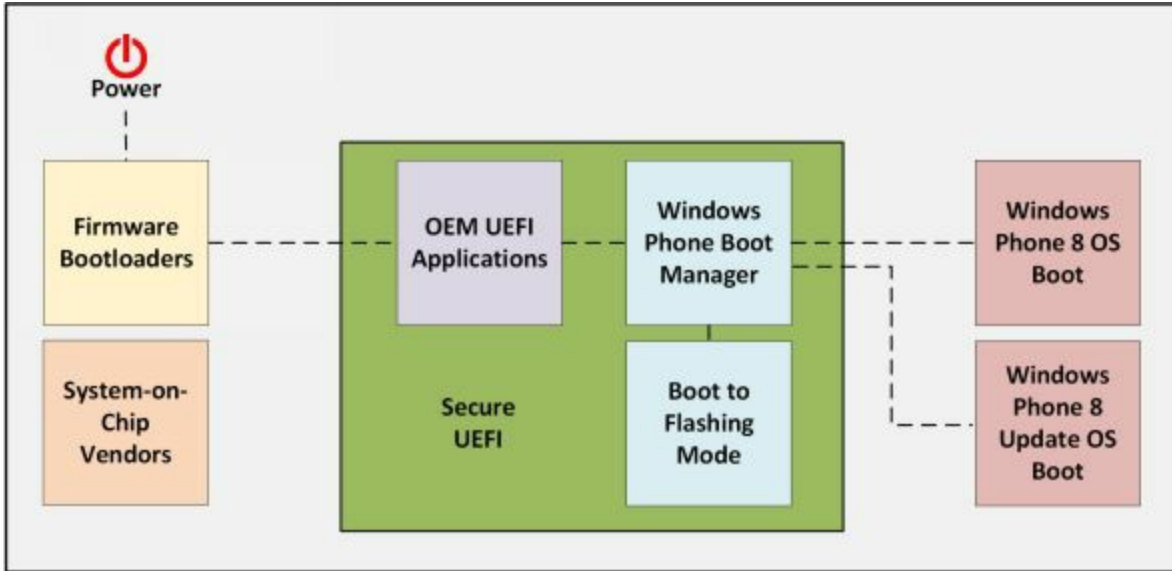 Power
Firmware
Bootloaders
OEM UEFI
Applications
Windows
Phone Boot
Manager
Windows
Phone 8 OS
Boot
System-on-
Chip
Vendors
Secure
UEFI
Boot to
Flashing
Mode
Windows
Phone 8
Update OS
Boot